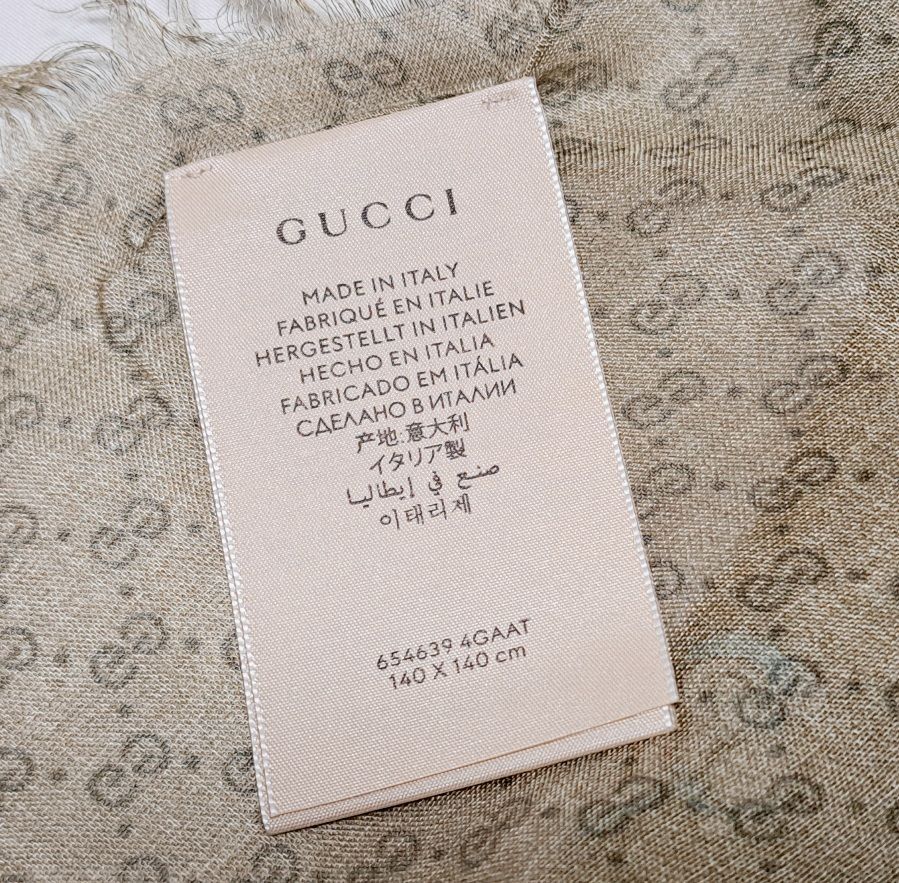 GUCCI
MADE IN ITALY
FABRIQUÉ EN ITALIE
HERGESTELLT IN ITALIEN
HECHO EN ITALIA
FABRICADO EM ITÁLIA
СДЕЛАНО В ИТАЛИИ
产地:意大利
イタリア製
صنع في إيطاليا
이태리제
654639 4GAAT
140 X 140 cm